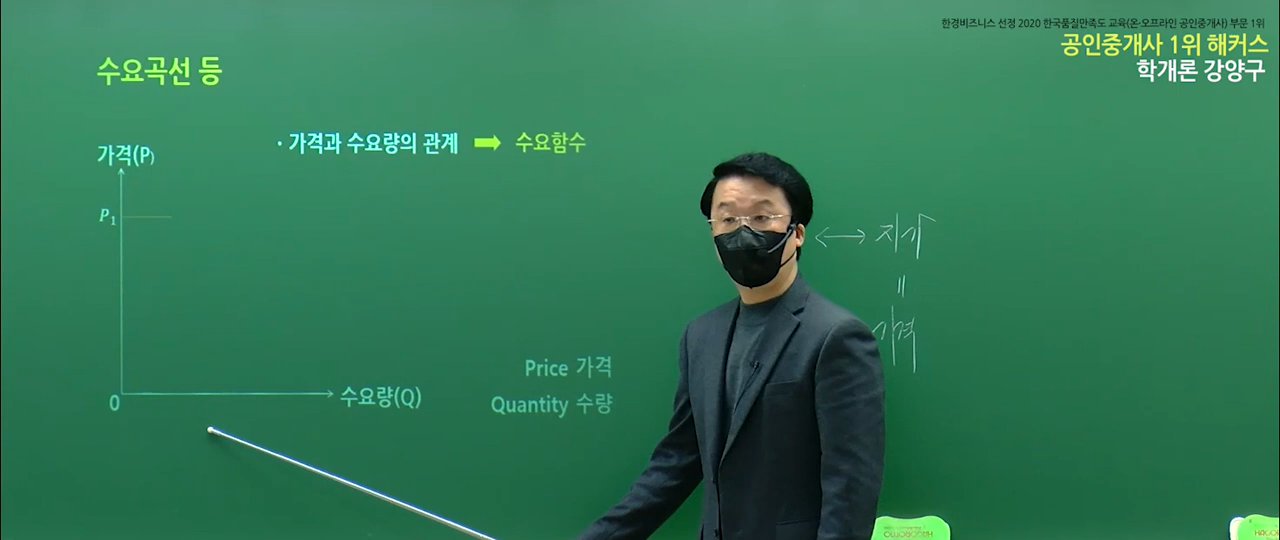 한경비즈니스 선정 2020 한국품질만족도 교육(온·오프라인 공인중개사) 부문 1위
공인중개사 1위 해커스
학개론 강양구
수요곡선 등
· 가격과 수요량의 관계 ➡ 수요함수
가격(P)
P₁
0
수요량(Q)
Price 가격
Quantity 수량
↔
=
가격